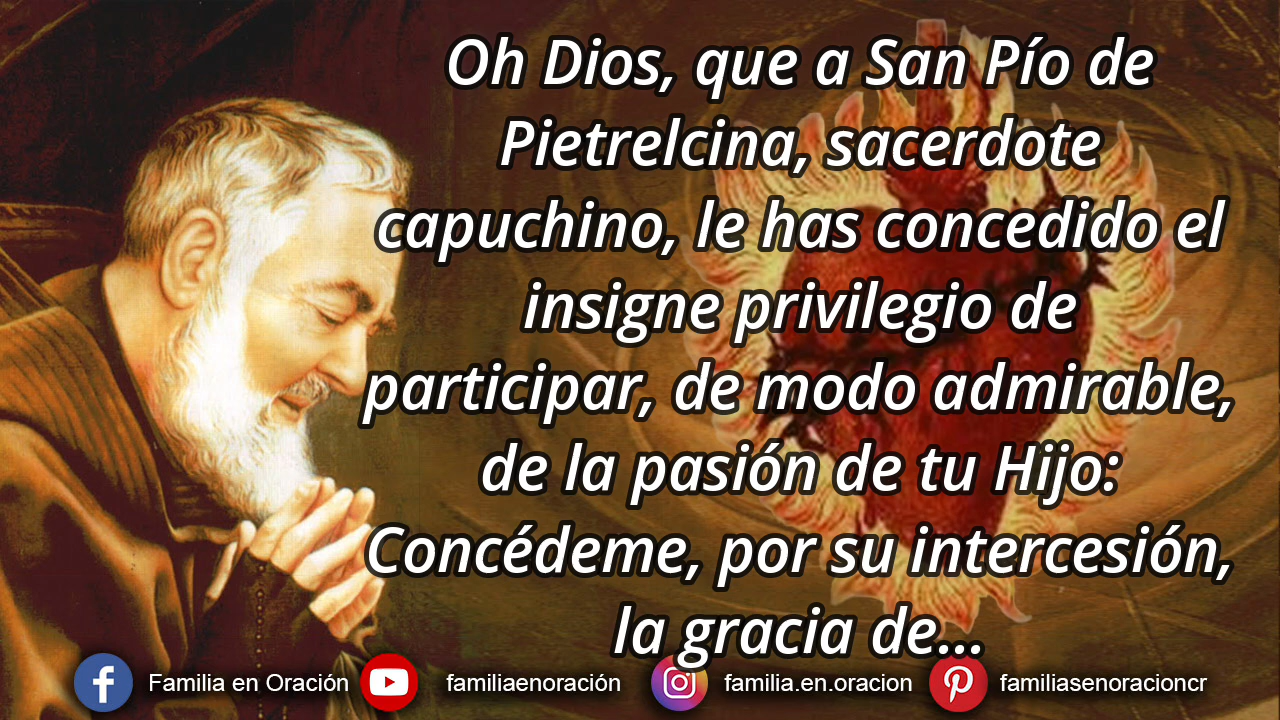 Oh Dios, que a San Pío de
Pietrelcina, sacerdote
capuchino, le has concedido el
insigne privilegio de
participar, de modo admirable,
de la pasión de tu Hijo:
Concédeme, por su intercesión,
la gracia de...
Familia en Oración familiaenoración familia.en.oracion familiasenoracioncr